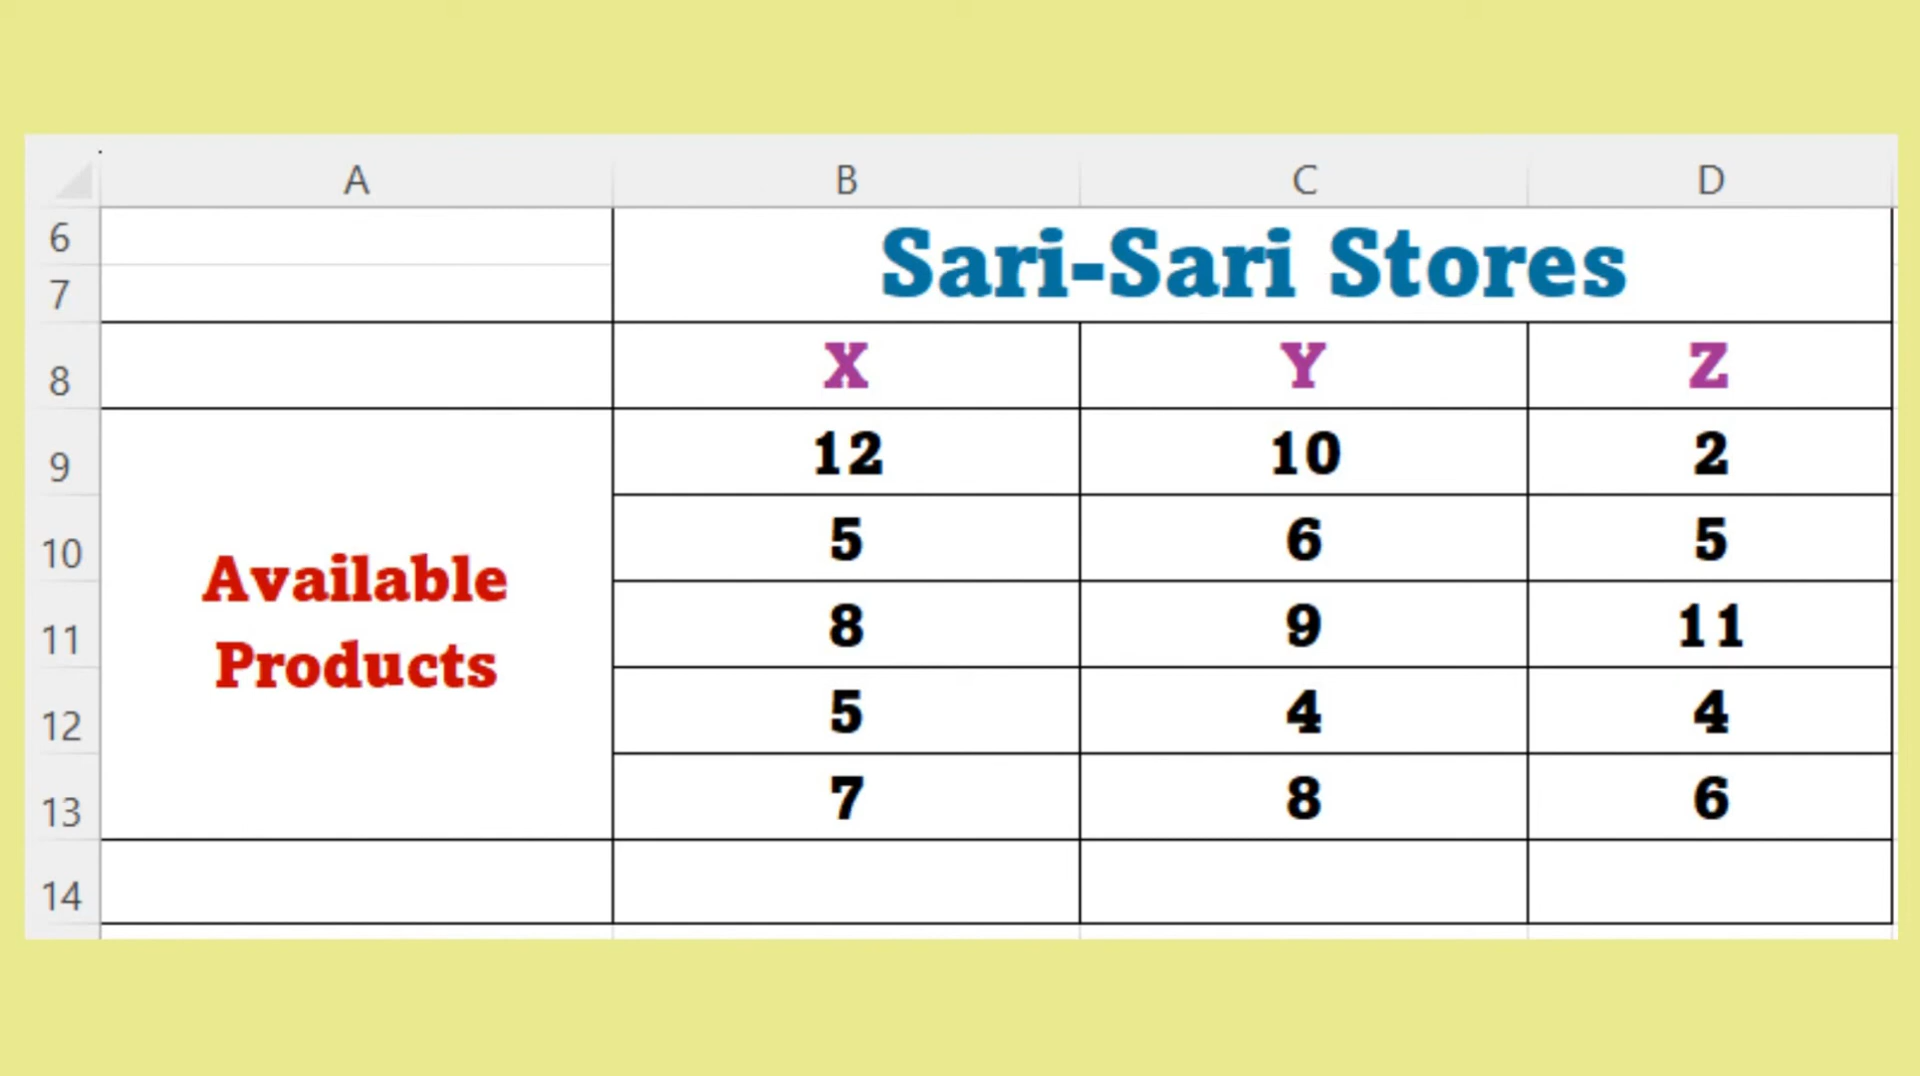 A B C D
6 Sari-Sari Stores
7
8 X Y Z
9 12 10 2
10 5 6 5
Available
11 8 9 11
Products
12 5 4 4
13 7 8 6
14